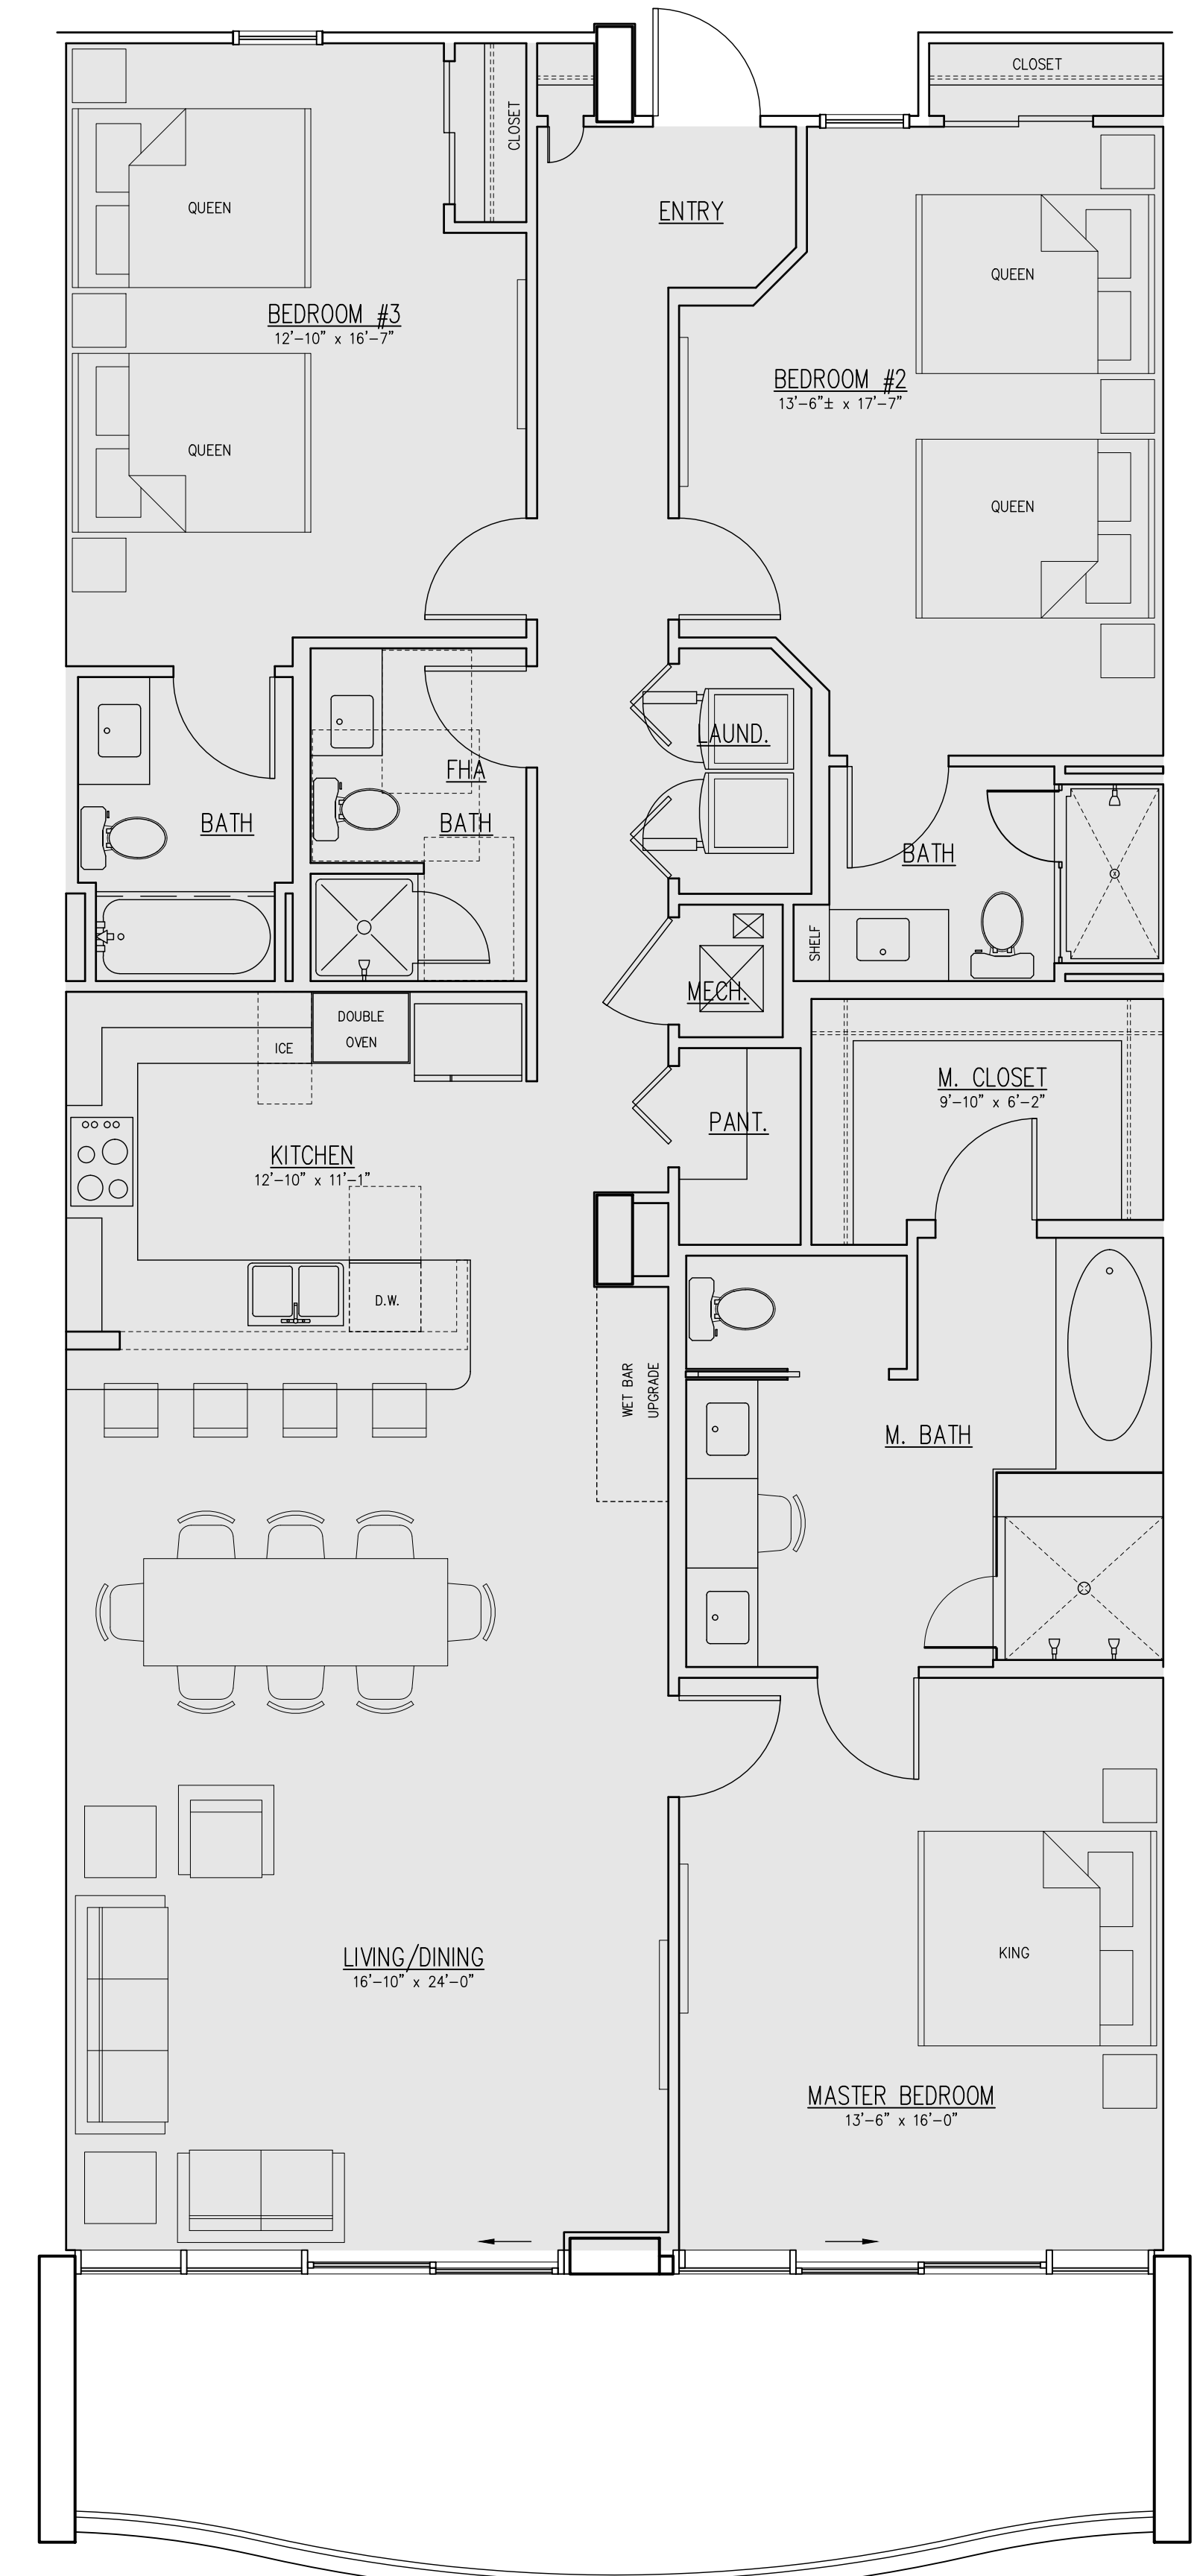 CLOSET
CLOSET
QUEEN
ENTRY
QUEEN
BEDROOM #3
12'-10" x 16'-7"
BEDROOM #2
13'-6"± x 17'-7"
QUEEN
QUEEN
LAUND.
FHA
BATH
BATH
BATH
SHELF
MECH.
DOUBLE
OVEN
ICE
M. CLOSET
9'-10" x 6'-2"
PANT.
KITCHEN
12'-10" x 11'-1"
D.W.
WET BAR
UPGRADE
M. BATH
LIVING/DINING
16'-10" x 24'-0"
KING
MASTER BEDROOM
13'-6" x 16'-0"